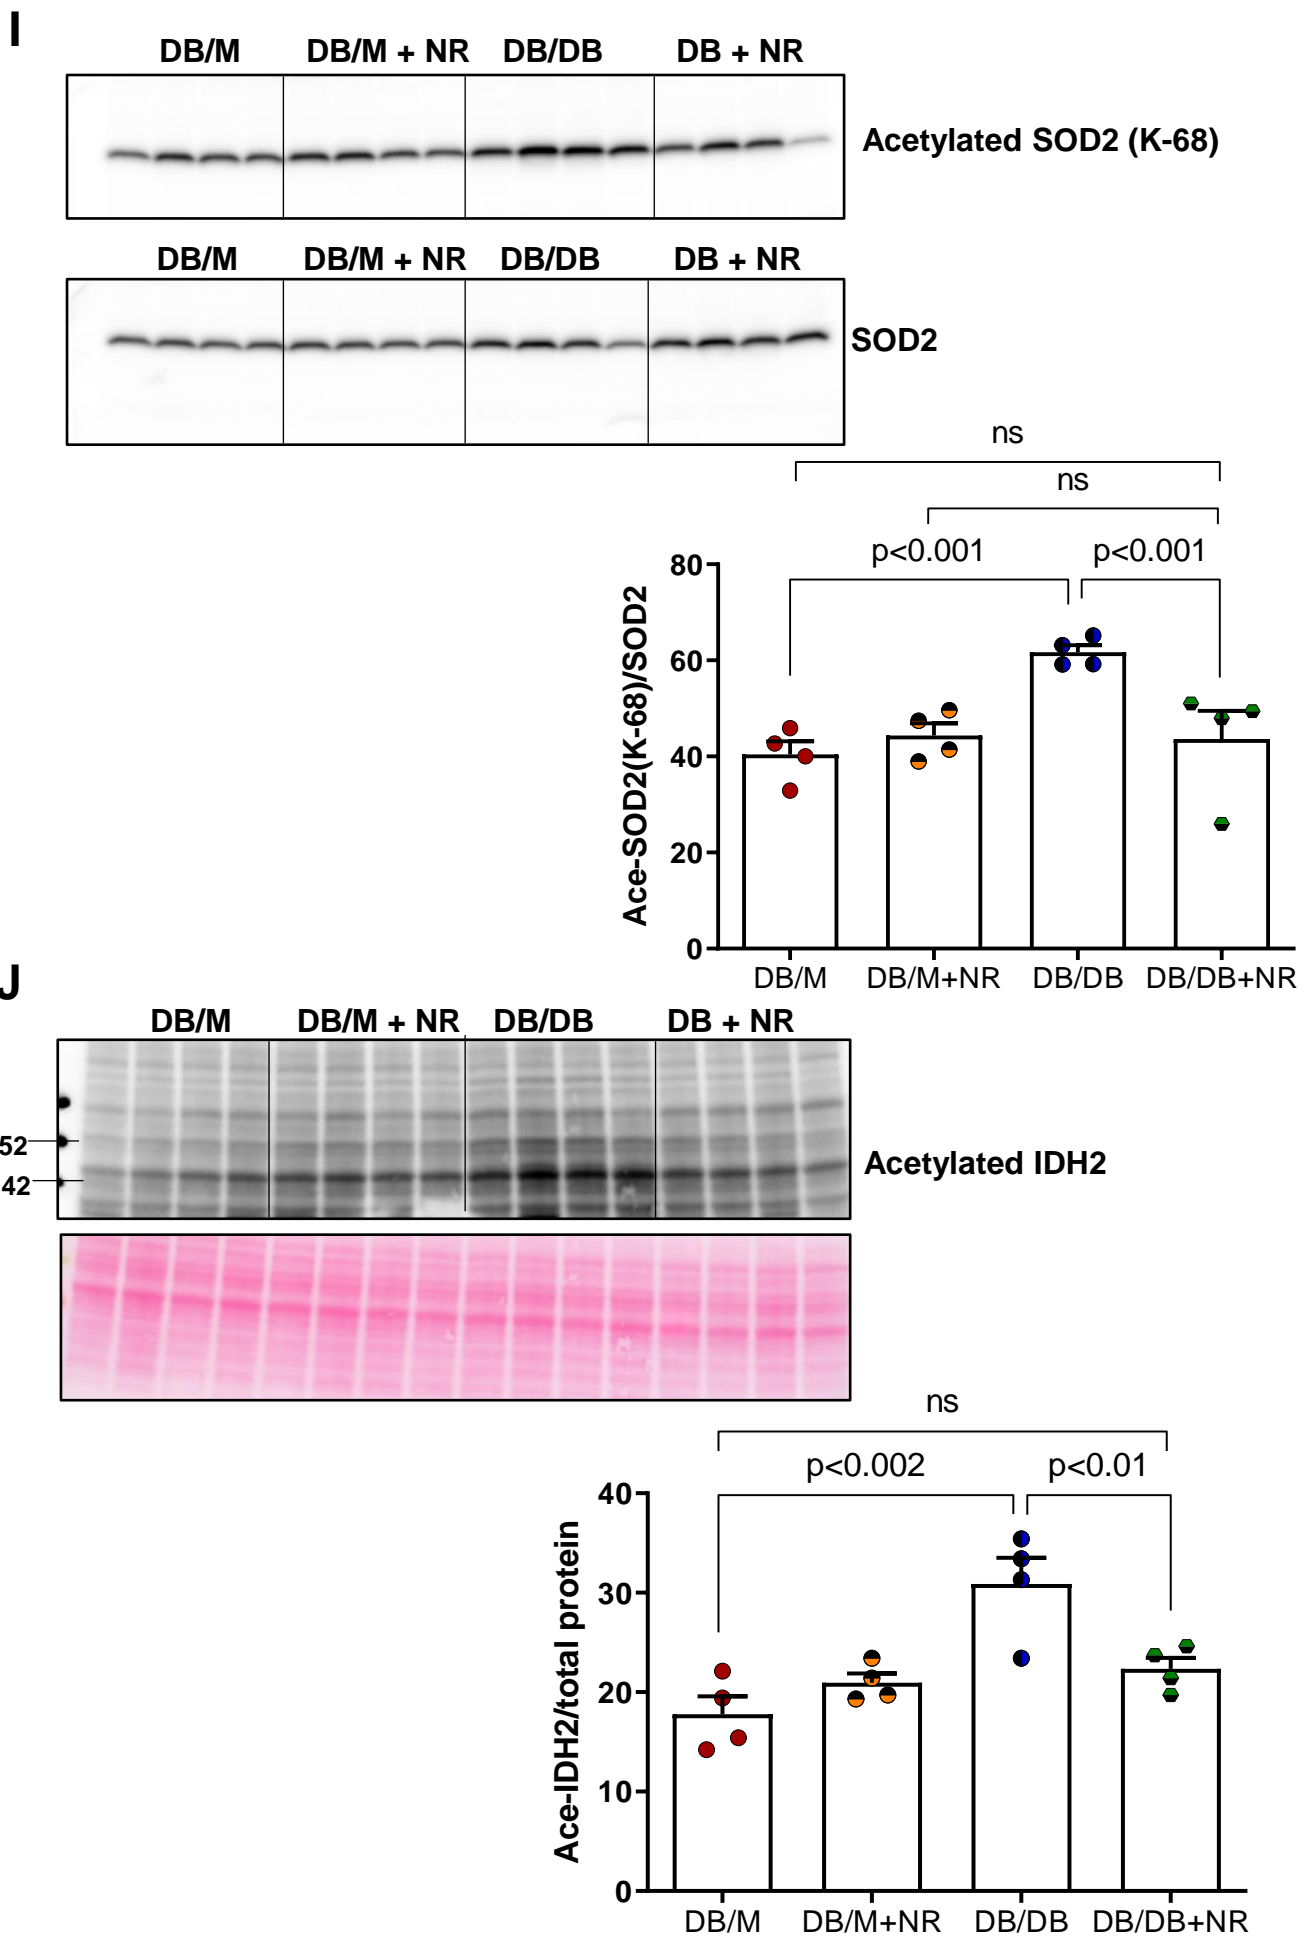 I
DB/M DB/M + NR DB/DB DB + NR
Acetylated SOD2 (K-68)
DB/M DB/M + NR DB/DB DB + NR
SOD2
ns
ns
p<0.001 p<0.001
80
60
40
20
0
Ace-SOD2(K-68)/SOD2
DB/M DB/M+NR DB/DB DB/DB+NR
J
DB/M DB/M + NR DB/DB DB + NR
52
42
Acetylated IDH2
ns
p<0.002 p<0.01
40
30
20
10
0
Ace-IDH2/total protein
DB/M DB/M+NR DB/DB DB/DB+NR